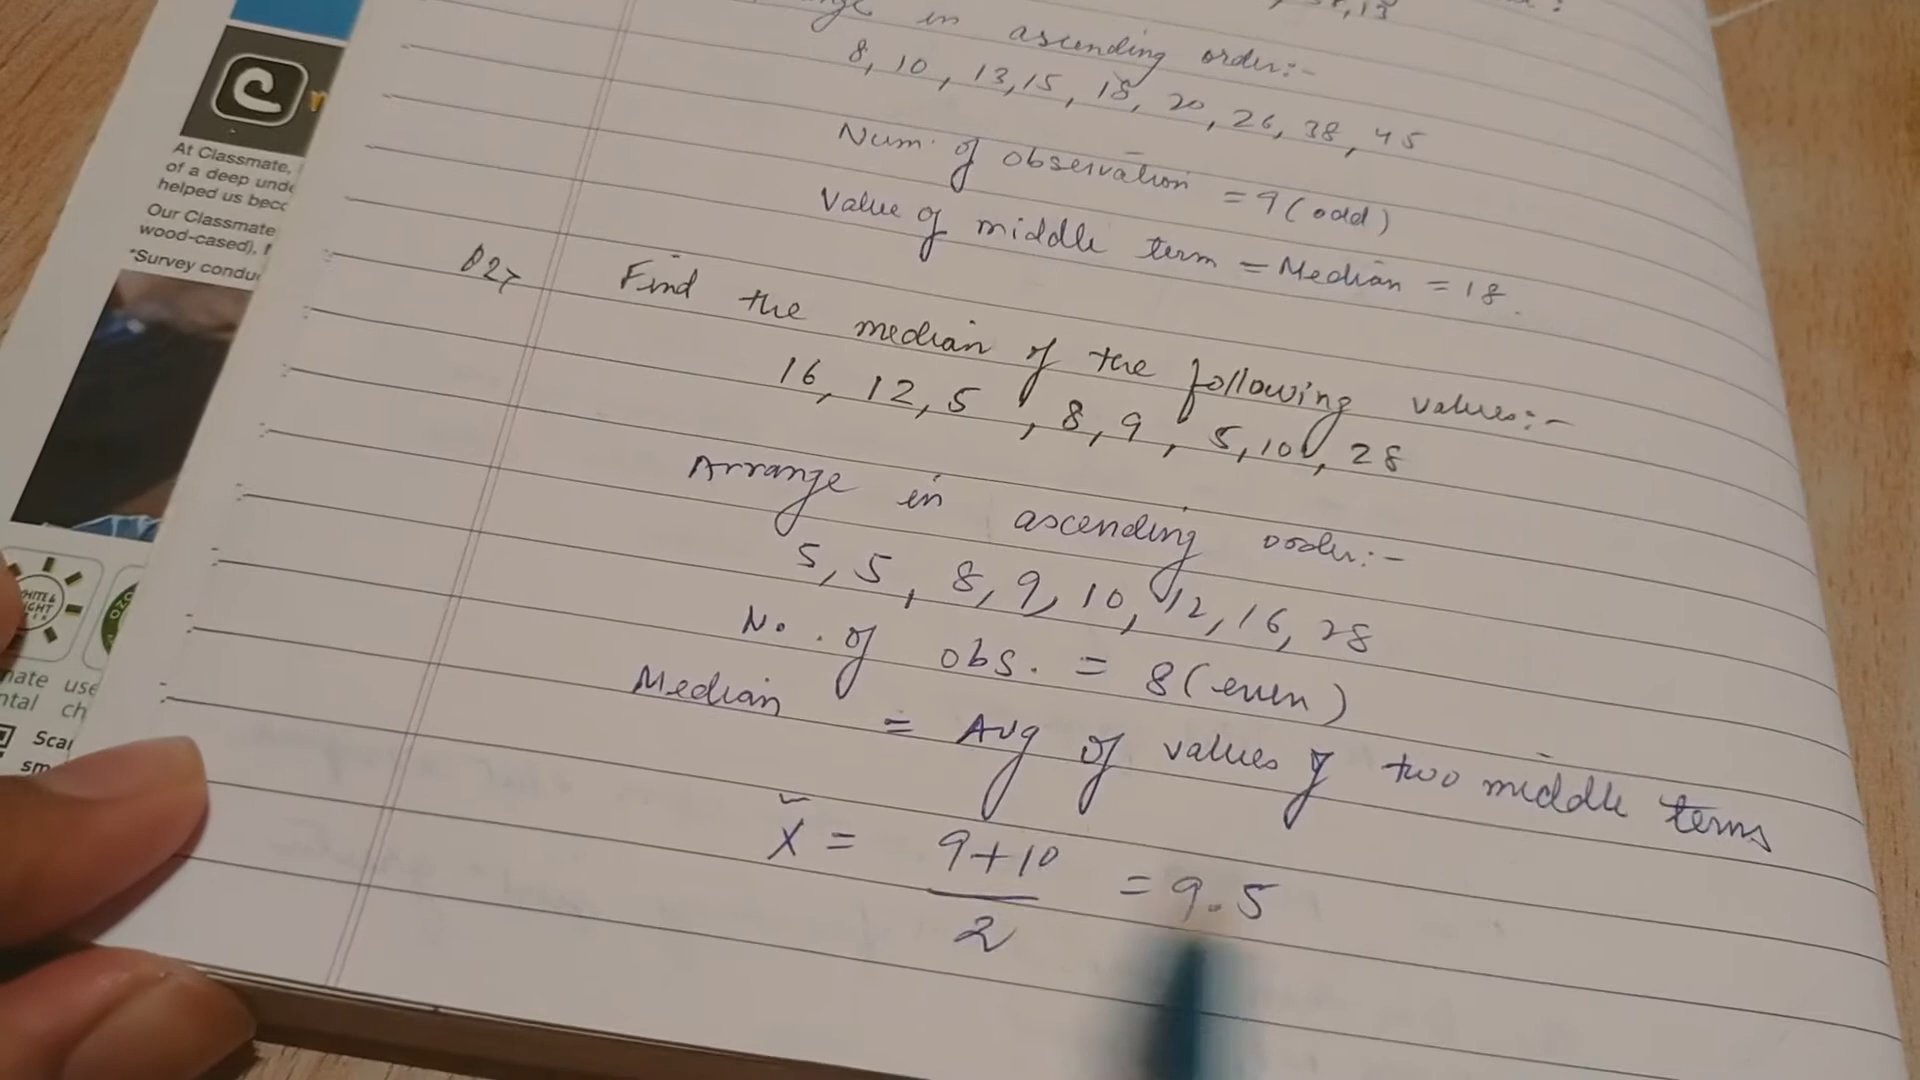 in ascending order:-
8, 10, 13, 15, 18, 20, 26, 38, 45
Num. of observation = 9 (odd)
Value of middle term = Median = 18.
Q2> Find the median of the following values:-
16, 12, 5, 8, 9, 5, 10, 28
Arrange in ascending order:-
5, 5, 8, 9, 10, 12, 16, 28
No. of obs. = 8 (even)
Median = Avg of values of two middle terms
x̆ = 9+10/2 = 9.5
At Classmate,
of a deep unde
helped us bec
Our Classmate
wood-cased),
*Survey condu